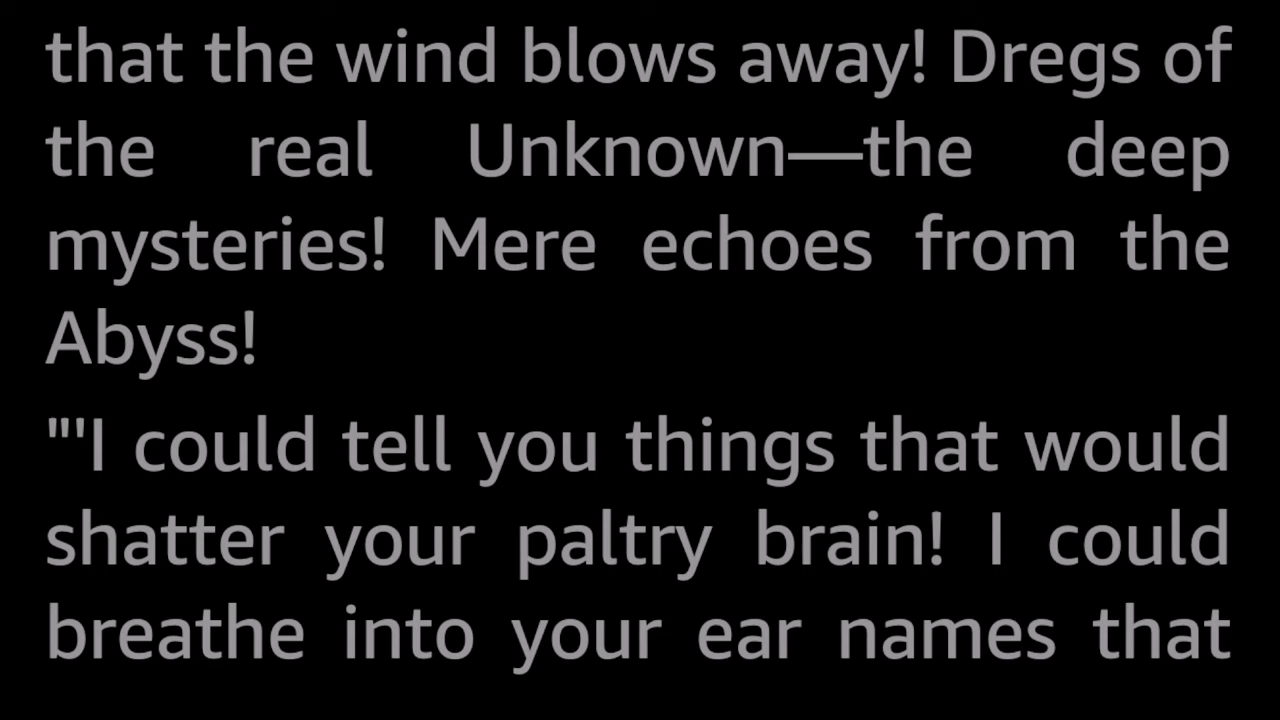 that the wind blows away! Dregs of
the real Unknown—the deep
mysteries! Mere echoes from the
Abyss!
"'I could tell you things that would
shatter your paltry brain! I could
breathe into your ear names that